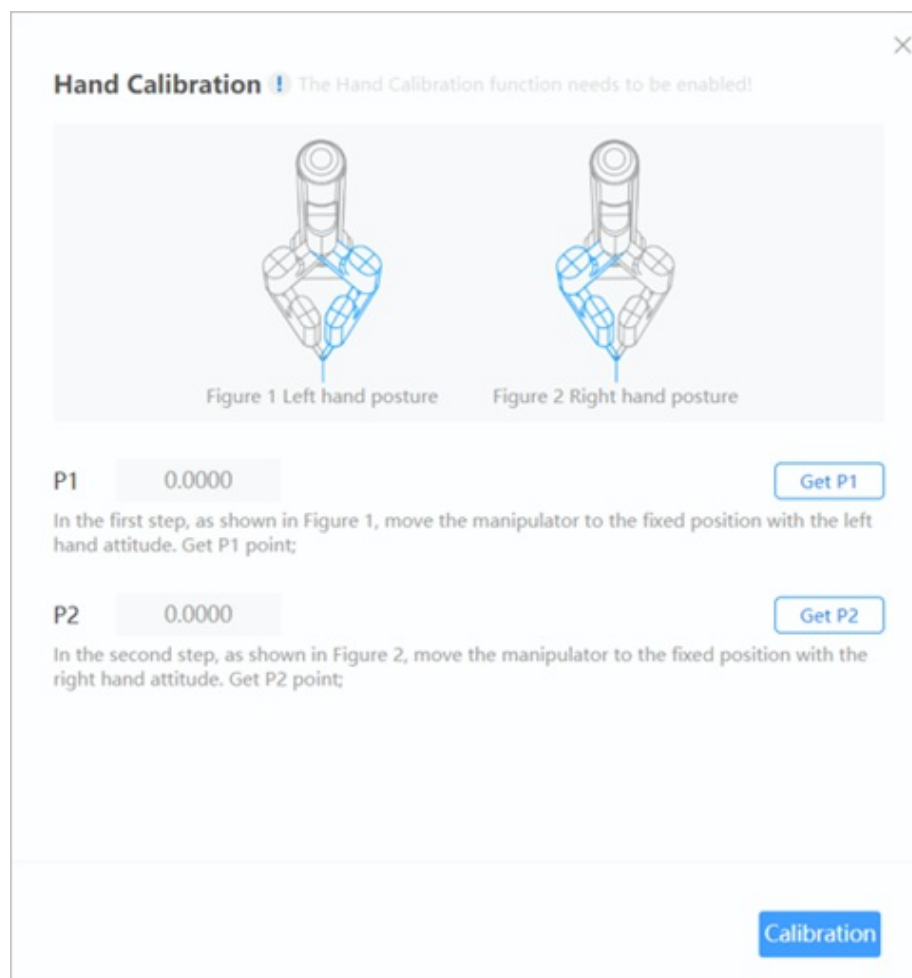 Hand Calibration ! The Hand Calibration function needs to be enabled!
Figure 1 Left hand posture
Figure 2 Right hand posture
P1
0.0000
Get P1
In the first step, as shown in Figure 1, move the manipulator to the fixed position with the left
hand attitude. Get P1 point;
P2
0.0000
Get P2
In the second step, as shown in Figure 2, move the manipulator to the fixed position with the
right hand attitude. Get P2 point;
Calibration